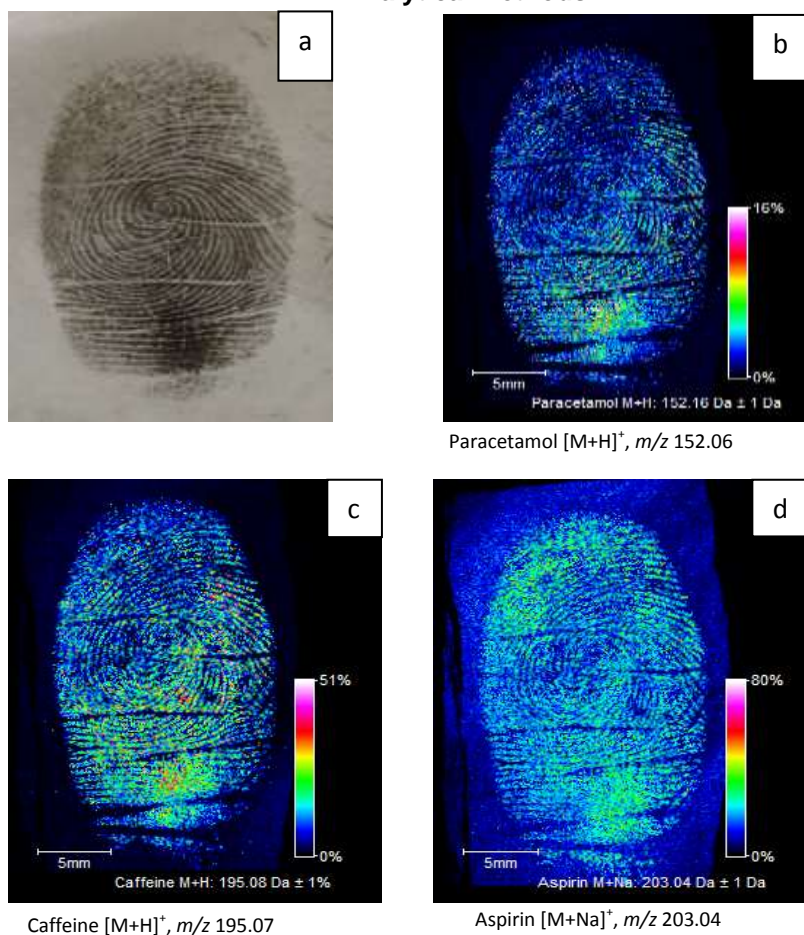 a
b
16%
0%
5mm
Paracetamol M+H: 152.16 Da ± 1 Da
Paracetamol [M+H]⁺, m/z 152.06
c
d
51%
80%
0%
0%
5mm
5mm
Caffeine M+H: 195.08 Da ± 1%
Aspirin M+Na: 203.04 Da ± 1 Da
Caffeine [M+H]⁺, m/z 195.07
Aspirin [M+Na]⁺, m/z 203.04